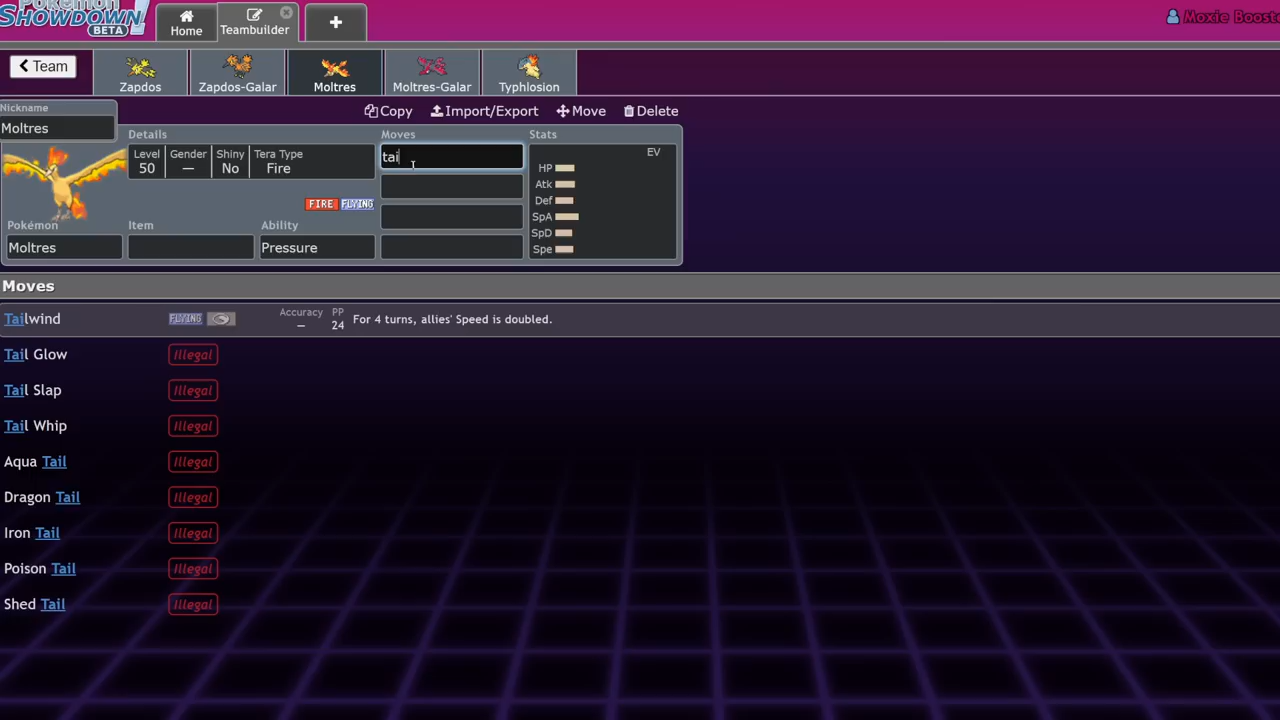 Pokémon
SHOWDOWN!
BETA
Home
Teambuilder
+
Moxie Boost
< Team
Zapdos
Zapdos-Galar
Moltres
Moltres-Galar
Typhlosion
Copy
Import/Export
Move
Delete
Nickname
Moltres
Details
Level
50
Gender
—
Shiny
No
Tera Type
Fire
FIRE FLYING
Pokémon
Moltres
Item
Ability
Pressure
Moves
tai
Stats
EV
HP
Atk
Def
SpA
SpD
Spe
Moves
Tailwind FLYING Accuracy — PP 24 For 4 turns, allies' Speed is doubled.
Tail Glow Illegal
Tail Slap Illegal
Tail Whip Illegal
Aqua Tail Illegal
Dragon Tail Illegal
Iron Tail Illegal
Poison Tail Illegal
Shed Tail Illegal